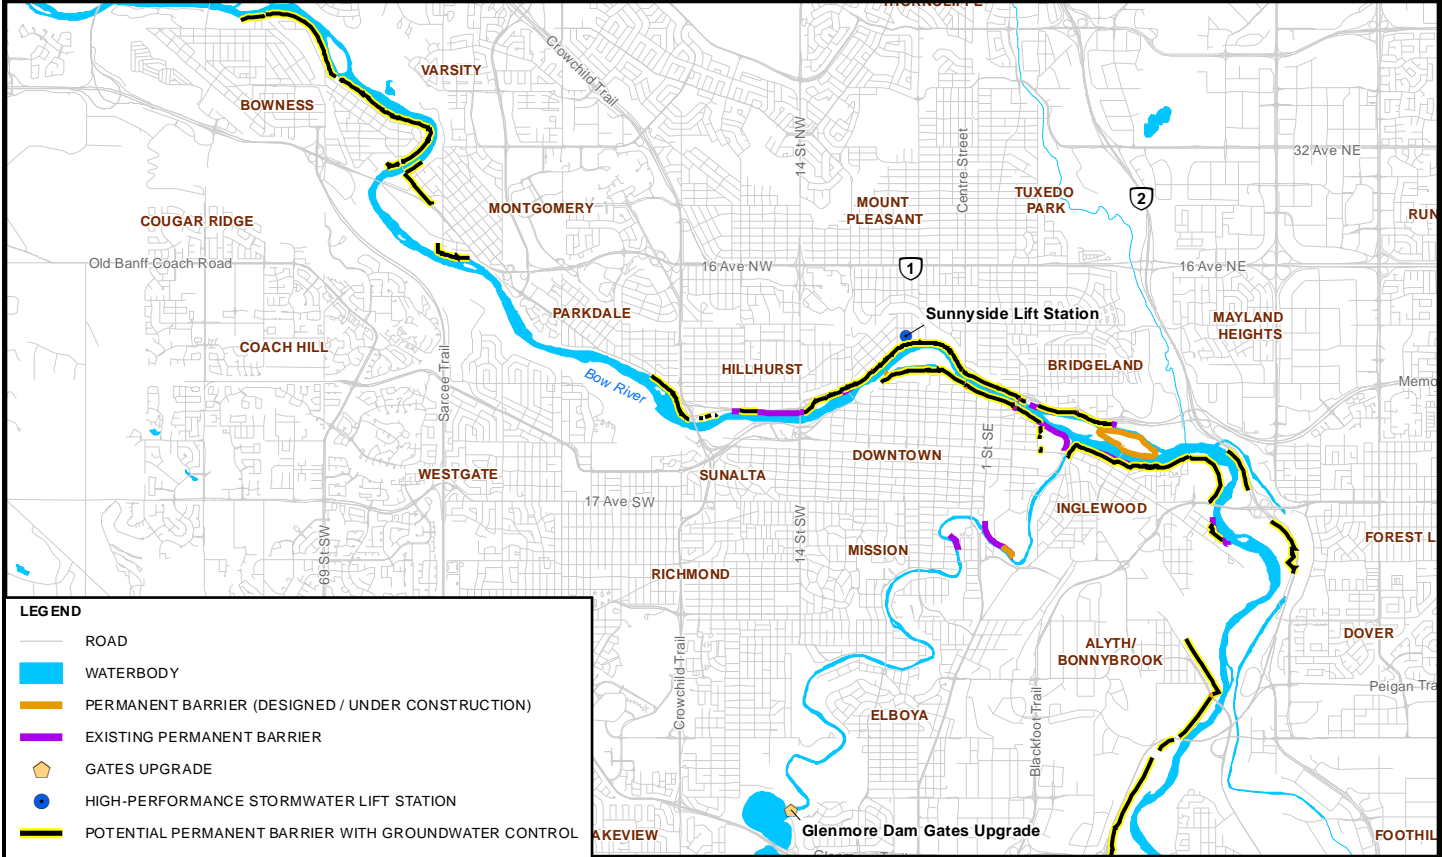 THORNCLIFFE
VARSITY
Crowchild Trail
BOWNESS
14 St NW
Centre Street
32 Ave NE
2
TUXEDO
PARK
MOUNT
PLEASANT
MONTGOMERY
COUGAR RIDGE
RUN
Old Banff Coach Road
16 Ave NW
1
16 Ave NE
PARKDALE
Sunnyside Lift Station
MAYLAND
HEIGHTS
COACH HILL
Sarcee Trail
HILLHURST
BRIDGELAND
Bow River
Memo
DOWNTOWN
1 St SE
WESTGATE
SUNALTA
17 Ave SW
INGLEWOOD
69 St SW
14 St SW
MISSION
FOREST L
RICHMOND
LEGEND
ROAD
WATERBODY
PERMANENT BARRIER (DESIGNED / UNDER CONSTRUCTION)
EXISTING PERMANENT BARRIER
GATES UPGRADE
HIGH-PERFORMANCE STORMWATER LIFT STATION
POTENTIAL PERMANENT BARRIER WITH GROUNDWATER CONTROL
DOVER
ALYTH/
BONNYBROOK
Crowchild Trail
Peigan Tra
ELBOYA
Blackfoot Trail
Glenmore Dam Gates Upgrade
AKEVIEW
FOOTHIL
Glenmore Trail